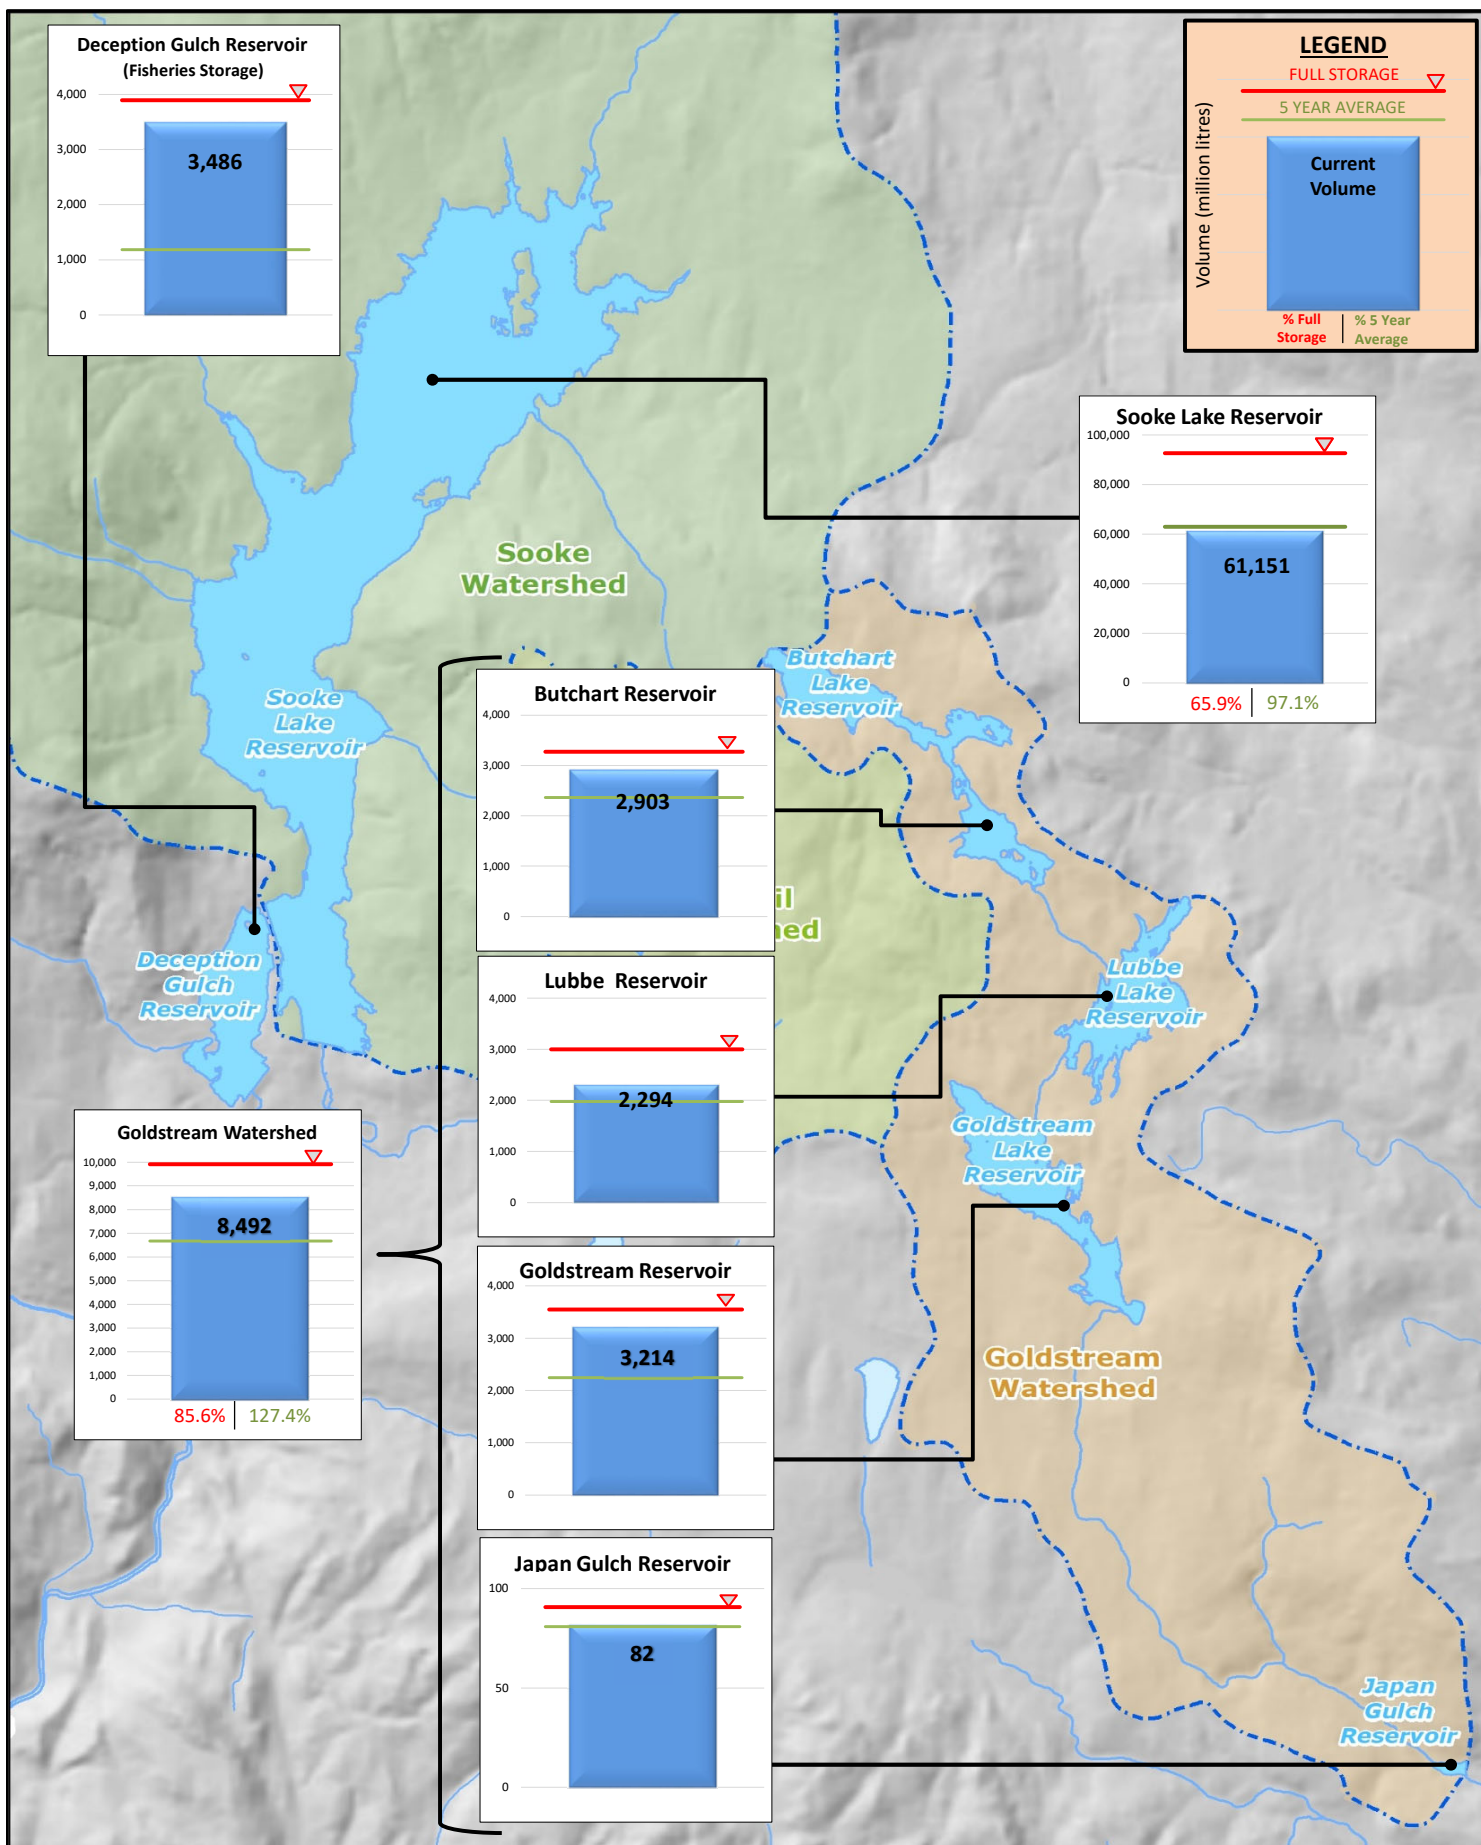 Deception Gulch Reservoir
(Fisheries Storage)
4,000
3,000
2,000
1,000
0
3,486
LEGEND
FULL STORAGE
5 YEAR AVERAGE
Volume (million litres)
Current
Volume
% Full
Storage
% 5 Year
Average
Sooke Lake Reservoir
100,000
80,000
60,000
40,000
20,000
0
61,151
65.9%
97.1%
Sooke
Watershed
Sooke
Lake
Reservoir
Butchart
Lake
Reservoir
Butchart Reservoir
4,000
3,000
2,000
1,000
0
2,903
il
ed
Deception
Gulch
Reservoir
Lubbe Reservoir
4,000
3,000
2,000
1,000
0
2,294
Lubbe
Lake
Reservoir
Goldstream Watershed
10,000
9,000
8,000
7,000
6,000
5,000
4,000
3,000
2,000
1,000
0
8,492
85.6%
127.4%
Goldstream
Lake
Reservoir
Goldstream Reservoir
4,000
3,000
2,000
1,000
0
3,214
Goldstream
Watershed
Japan Gulch Reservoir
100
50
0
82
Japan
Gulch
Reservoir